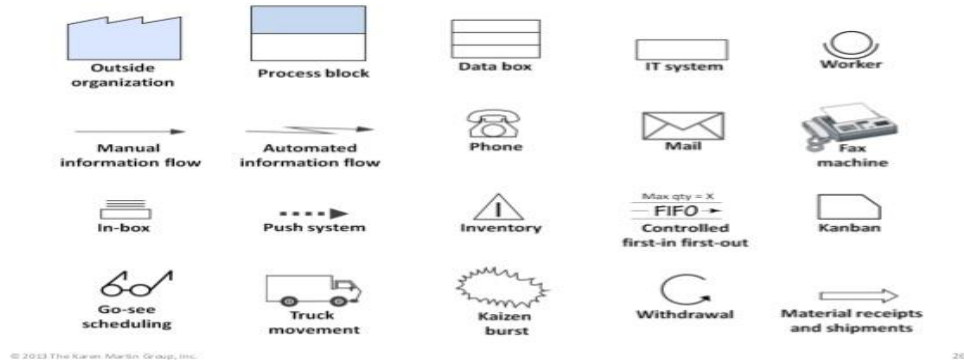 Outside
organization
Process block
Data box
IT system
Worker
Manual
information flow
Automated
information flow
Phone
Mail
Fax
machine
In-box
Push system
I
Inventory
Max qty = X
FIFO
Controlled
first-in first-out
Kanban
Go-see
scheduling
Truck
movement
Kaizen
burst
Withdrawal
Material receipts
and shipments
© 2013 The Karen Martin Group, Inc.
26